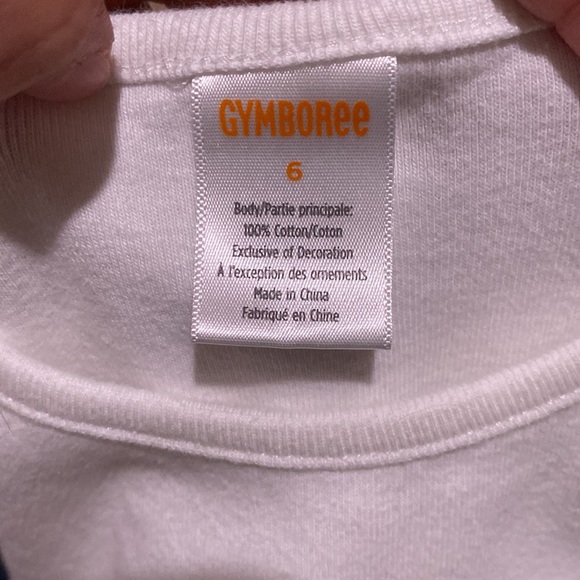 GYMBORee
6
Body/Partie principale:
100% Cotton/Coton
Exclusive of Decoration
À l'exception des ornements
Made in China
Fabriqué en Chine